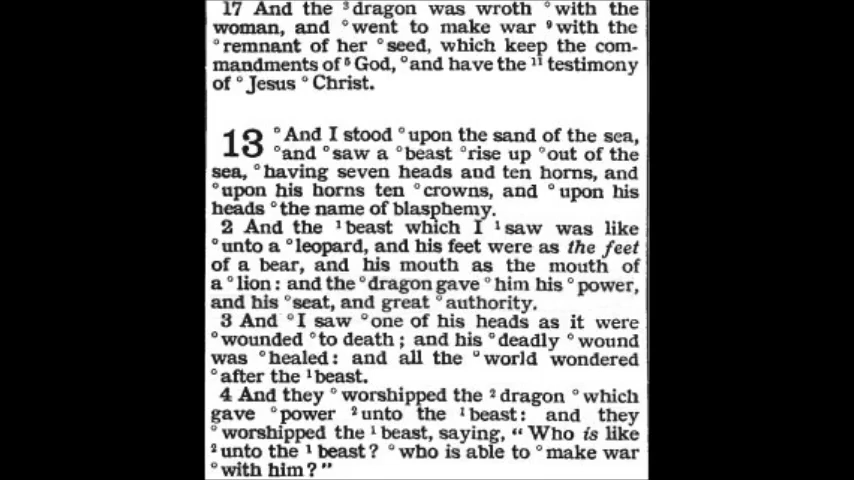 17 And the ³dragon was wroth °with the
woman, and °went to make war ⁹with the
°remnant of her °seed, which keep the com-
mandments of ⁵ God, °and have the ¹¹ testimony
of ° Jesus ° Christ.
13 °And I stood °upon the sand of the sea,
°and °saw a °beast °rise up °out of the
sea, °having seven heads and ten horns, and
°upon his horns ten °crowns, and °upon his
heads °the name of blasphemy.
2 And the ¹beast which I ¹saw was like
°unto a °leopard, and his feet were as the feet
of a bear, and his mouth as the mouth of
a °lion: and the °dragon gave °him his °power,
and his °seat, and great °authority.
3 And °I saw °one of his heads as it were
°wounded °to death; and his °deadly °wound
was °healed: and all the °world wondered
°after the ¹beast.
4 And they °worshipped the ²dragon °which
gave °power ²unto the ¹beast: and they
°worshipped the ¹beast, saying, "Who is like
²unto the ¹beast? °who is able to °make war
°with him?"